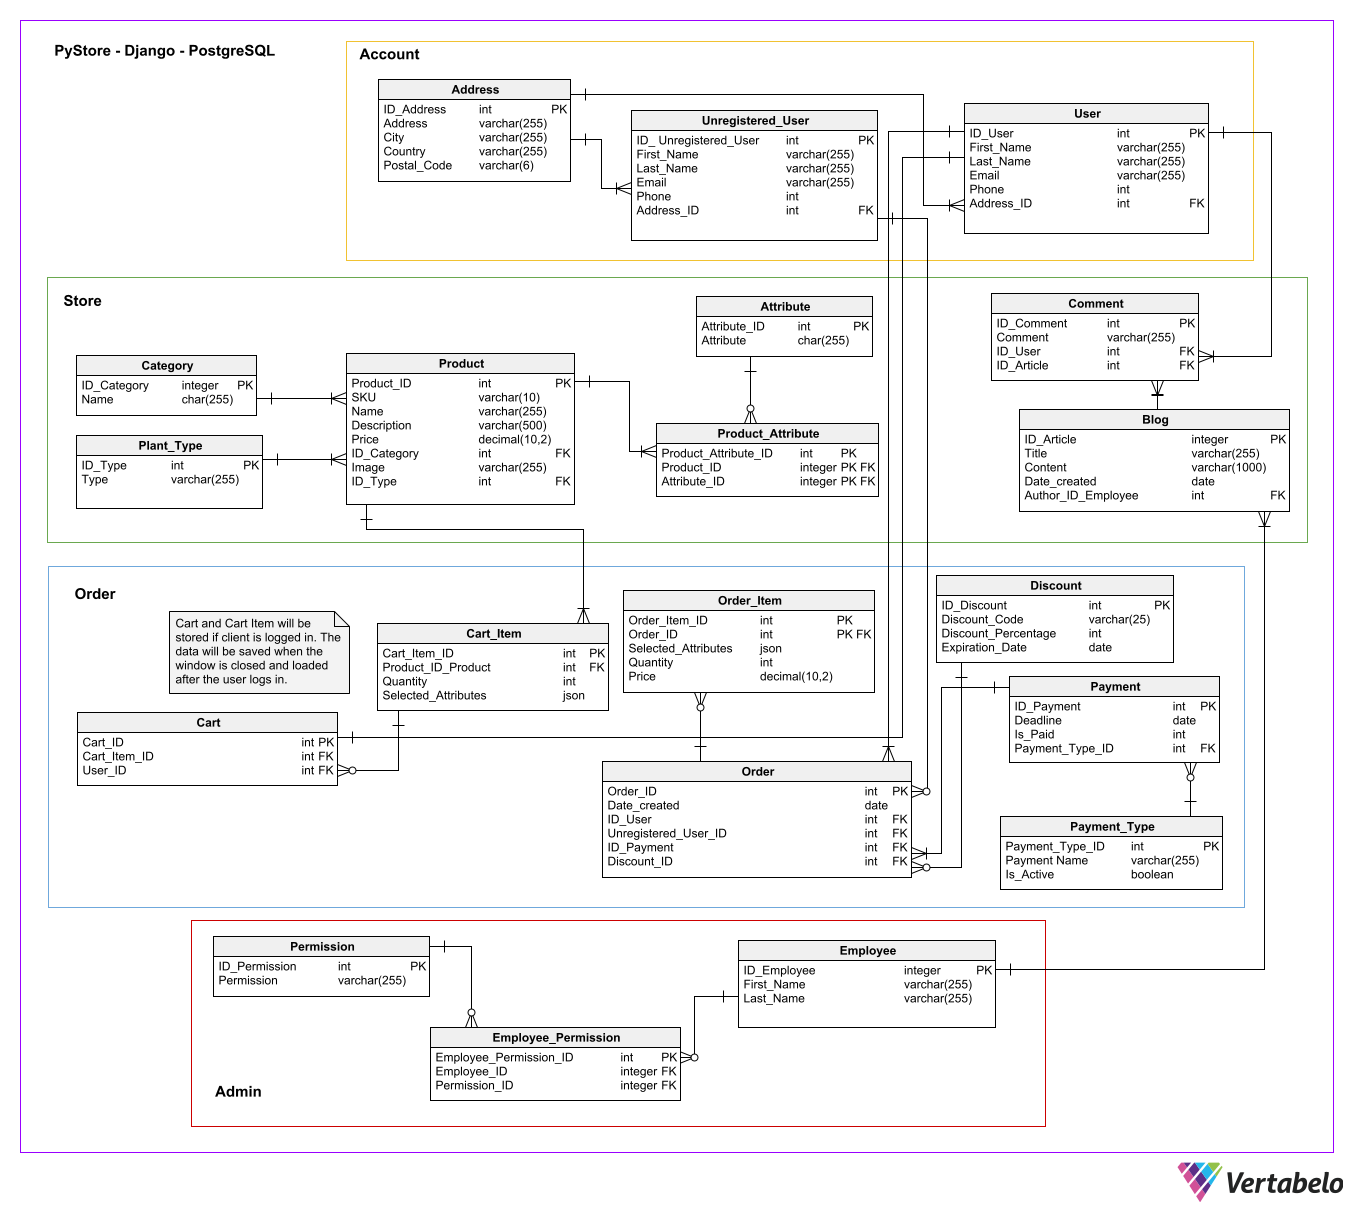 PyStore - Django - PostgreSQL
Account
Address
ID_Address int PK
Address varchar(255)
City varchar(255)
Country varchar(255)
Postal_Code varchar(6)
Unregistered_User
ID_ Unregistered_User int PK
First_Name varchar(255)
Last_Name varchar(255)
Email varchar(255)
Phone int
Address_ID int FK
User
ID_User int PK
First_Name varchar(255)
Last_Name varchar(255)
Email varchar(255)
Phone int
Address_ID int FK
Store
Category
ID_Category integer PK
Name char(255)
Plant_Type
ID_Type int PK
Type varchar(255)
Product
Product_ID int PK
SKU varchar(10)
Name varchar(255)
Description varchar(500)
Price decimal(10,2)
ID_Category int FK
Image varchar(255)
ID_Type int FK
Attribute
Attribute_ID int PK
Attribute char(255)
Product_Attribute
Product_Attribute_ID int PK
Product_ID integer PK FK
Attribute_ID integer PK FK
Comment
ID_Comment int PK
Comment varchar(255)
ID_User int FK
ID_Article int FK
Blog
ID_Article integer PK
Title varchar(255)
Content varchar(1000)
Date_created date
Author_ID_Employee int FK
Order
Cart and Cart Item will be
stored if client is logged in. The
data will be saved when the
window is closed and loaded
after the user logs in.
Cart
Cart_ID int PK
Cart_Item_ID int FK
User_ID int FK
Cart_Item
Cart_Item_ID int PK
Product_ID_Product int FK
Quantity int
Selected_Attributes json
Order_Item
Order_Item_ID int PK
Order_ID int PK FK
Selected_Attributes json
Quantity int
Price decimal(10,2)
Order
Order_ID int PK
Date_created date
ID_User int FK
Unregistered_User_ID int FK
ID_Payment int FK
Discount_ID int FK
Discount
ID_Discount int PK
Discount_Code varchar(25)
Discount_Percentage int
Expiration_Date date
Payment
ID_Payment int PK
Deadline date
Is_Paid int
Payment_Type_ID int FK
Payment_Type
Payment_Type_ID int PK
Payment Name varchar(255)
Is_Active boolean
Permission
ID_Permission int PK
Permission varchar(255)
Employee
ID_Employee integer PK
First_Name varchar(255)
Last_Name varchar(255)
Employee_Permission
Employee_Permission_ID int PK
Employee_ID integer FK
Permission_ID integer FK
Admin
Vertabelo